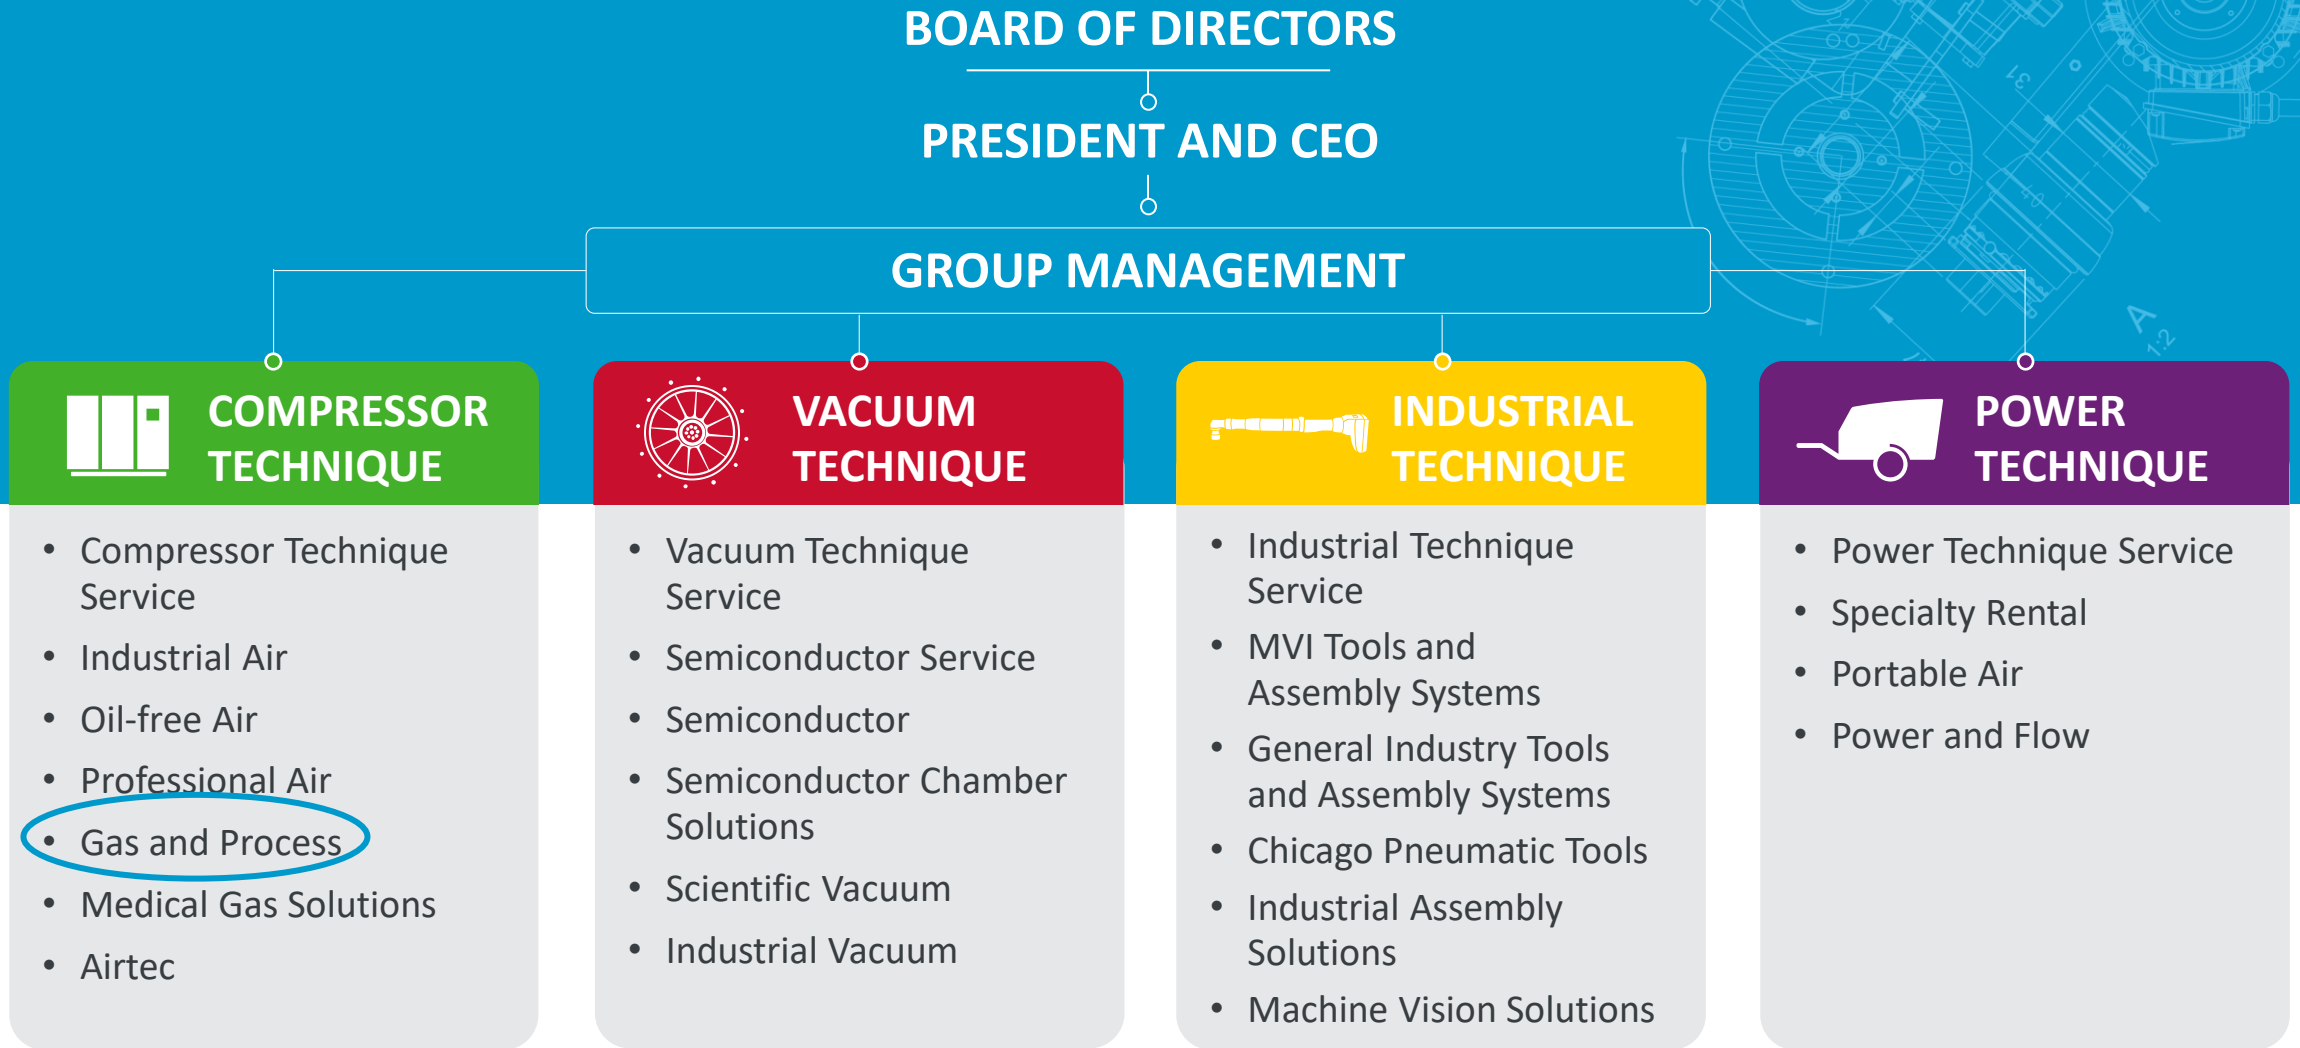 BOARD OF DIRECTORS
PRESIDENT AND CEO
GROUP MANAGEMENT
COMPRESSOR
TECHNIQUE
• Compressor Technique
Service
• Industrial Air
• Oil-free Air
• Professional Air
• Gas and Process
• Medical Gas Solutions
• Airtec
VACUUM
TECHNIQUE
• Vacuum Technique
Service
• Semiconductor Service
• Semiconductor
• Semiconductor Chamber
Solutions
• Scientific Vacuum
• Industrial Vacuum
INDUSTRIAL
TECHNIQUE
• Industrial Technique
Service
• MVI Tools and
Assembly Systems
• General Industry Tools
and Assembly Systems
• Chicago Pneumatic Tools
• Industrial Assembly
Solutions
• Machine Vision Solutions
POWER
TECHNIQUE
• Power Technique Service
• Specialty Rental
• Portable Air
• Power and Flow
31
A
1:2